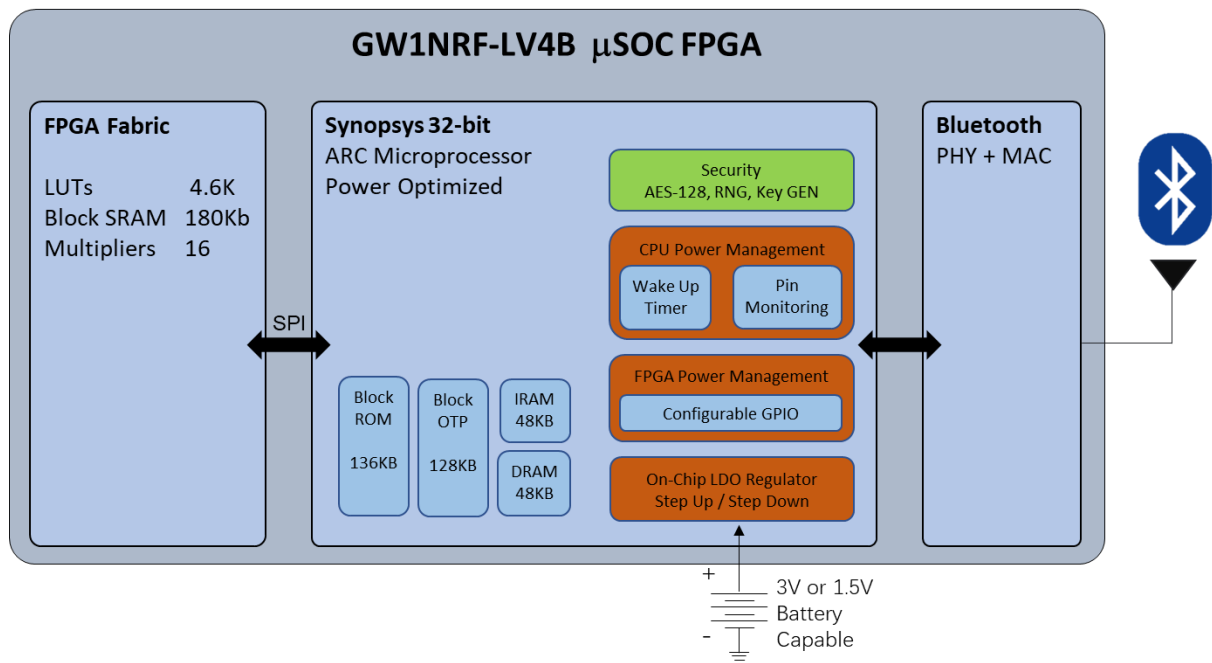 GW1NRF-LV4B μSOC FPGA
FPGA Fabric
LUTs 4.6K
Block SRAM 180Kb
Multipliers 16
SPI
Synopsys 32-bit
ARC Microprocessor
Power Optimized
Security
AES-128, RNG, Key GEN
CPU Power Management
Wake Up
Timer
Pin
Monitoring
FPGA Power Management
Configurable GPIO
Block
ROM
136KB
Block
OTP
128KB
IRAM
48KB
DRAM
48KB
On-Chip LDO Regulator
Step Up / Step Down
Bluetooth
PHY + MAC
+
-
3V or 1.5V
Battery
Capable